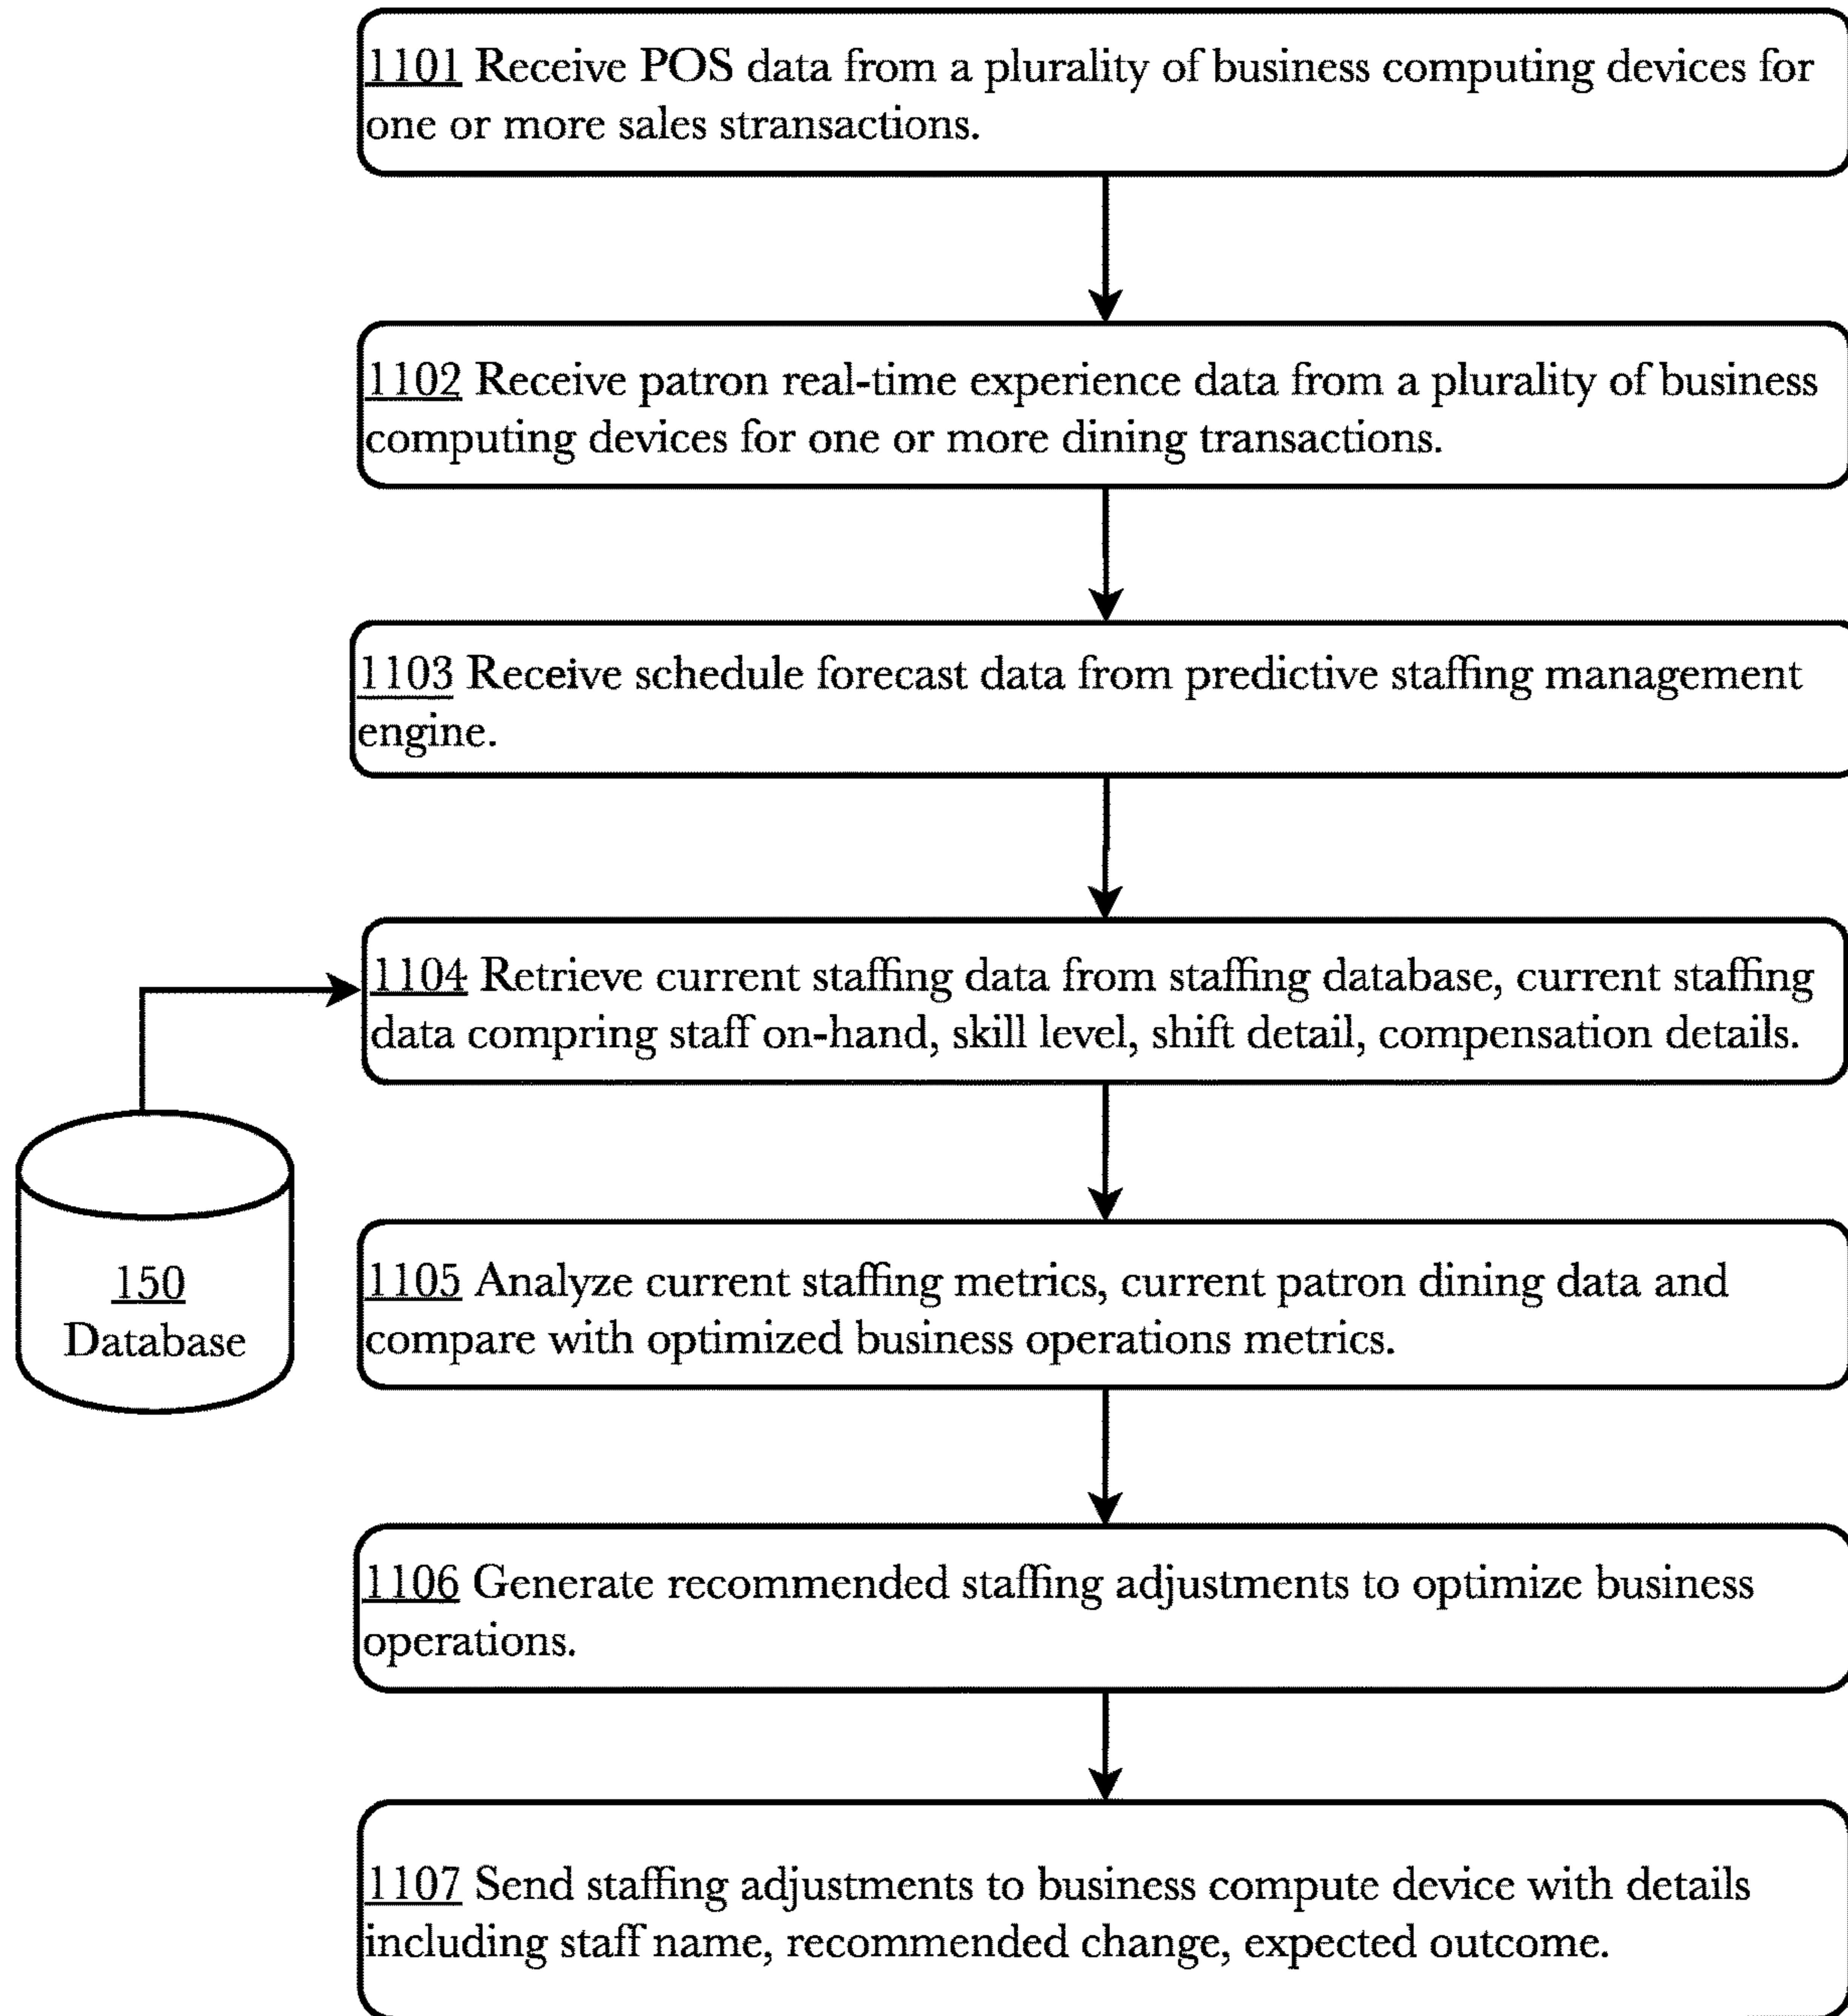 1101 Receive POS data from a plurality of business computing devices for
one or more sales stransactions.
1102 Receive patron real-time experience data from a plurality of business
computing devices for one or more dining transactions.
1103 Receive schedule forecast data from predictive staffing management
engine.
1104 Retrieve current staffing data from staffing database, current staffing
data compring staff on-hand, skill level, shift detail, compensation details.
150
Database
1105 Analyze current staffing metrics, current patron dining data and
compare with optimized business operations metrics.
1106 Generate recommended staffing adjustments to optimize business
operations.
1107 Send staffing adjustments to business compute device with details
including staff name, recommended change, expected outcome.